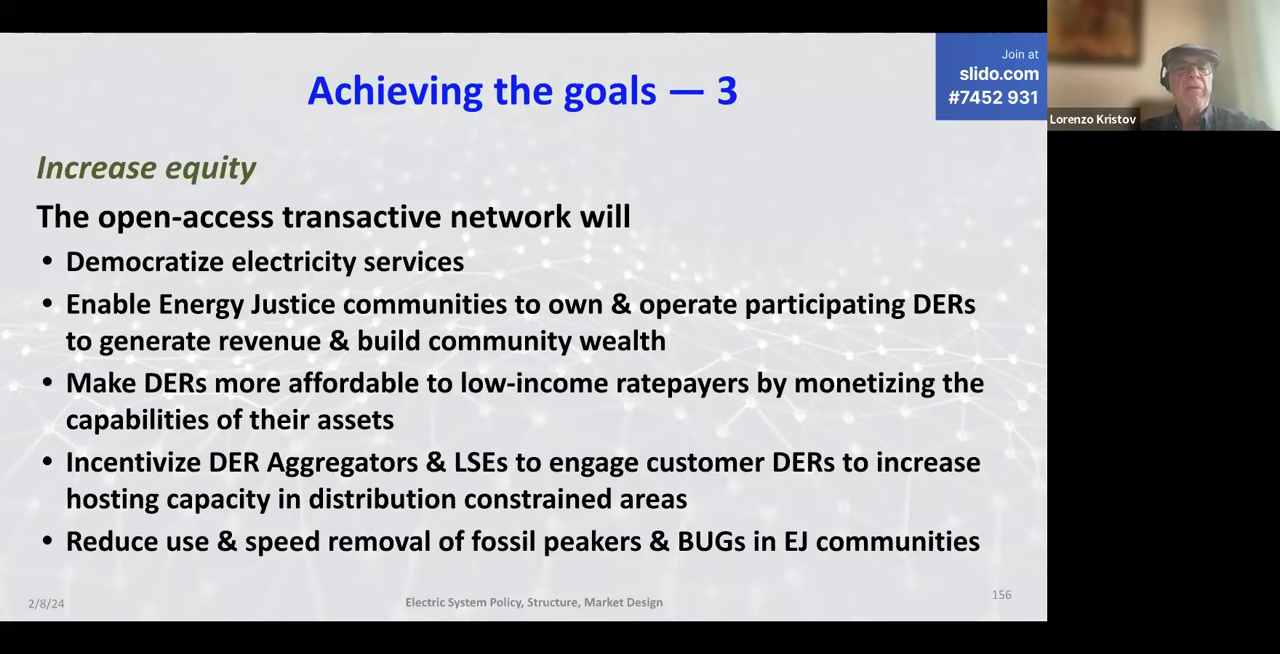 Achieving the goals — 3
Join at
slido.com
#7452 931
Lorenzo Kristov
Increase equity
The open-access transactive network will
• Democratize electricity services
• Enable Energy Justice communities to own & operate participating DERs
to generate revenue & build community wealth
• Make DERs more affordable to low-income ratepayers by monetizing the
capabilities of their assets
• Incentivize DER Aggregators & LSEs to engage customer DERs to increase
hosting capacity in distribution constrained areas
• Reduce use & speed removal of fossil peakers & BUGs in EJ communities
2/8/24
Electric System Policy, Structure, Market Design
156